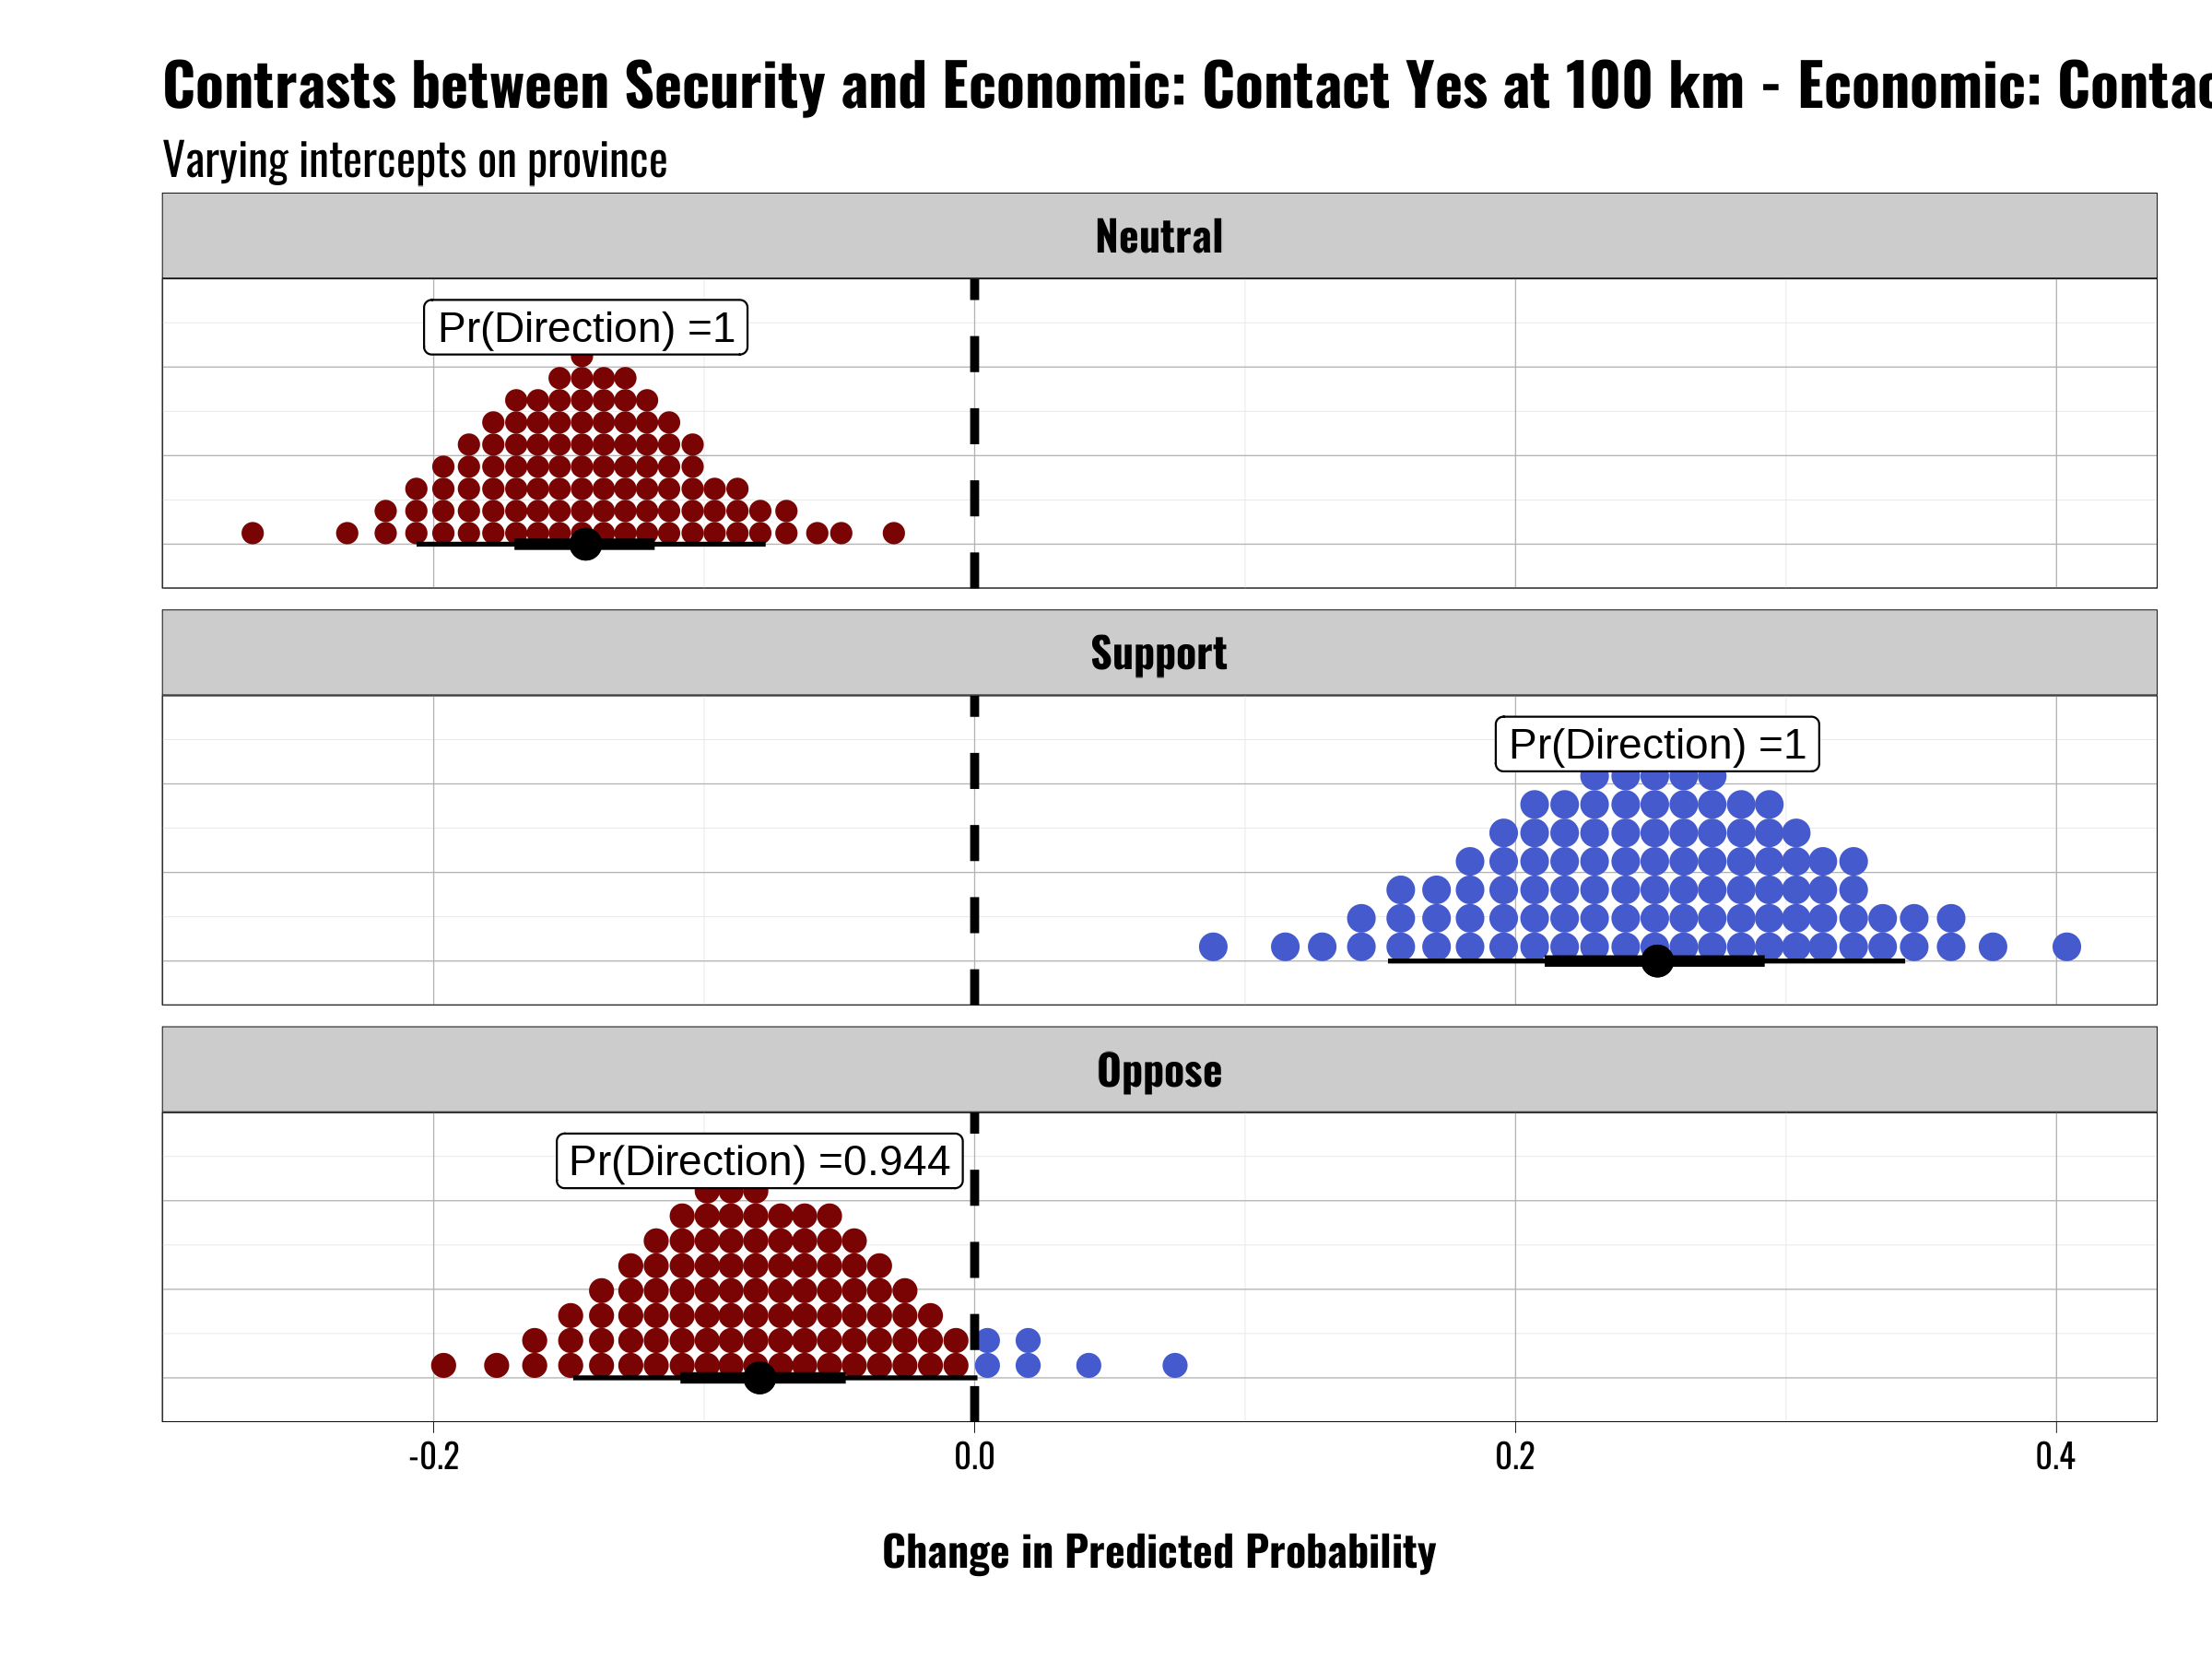 Contrasts between Security and Economic: Contact Yes at 100 km - Economic:
Varying intercepts on province
Neutral
Pr(Direction) =1
Support
Pr(Direction) =1
Oppose
Pr(Direction) =0.944
-0.2 0.0 0.2 0.4
Change in Predicted Probability